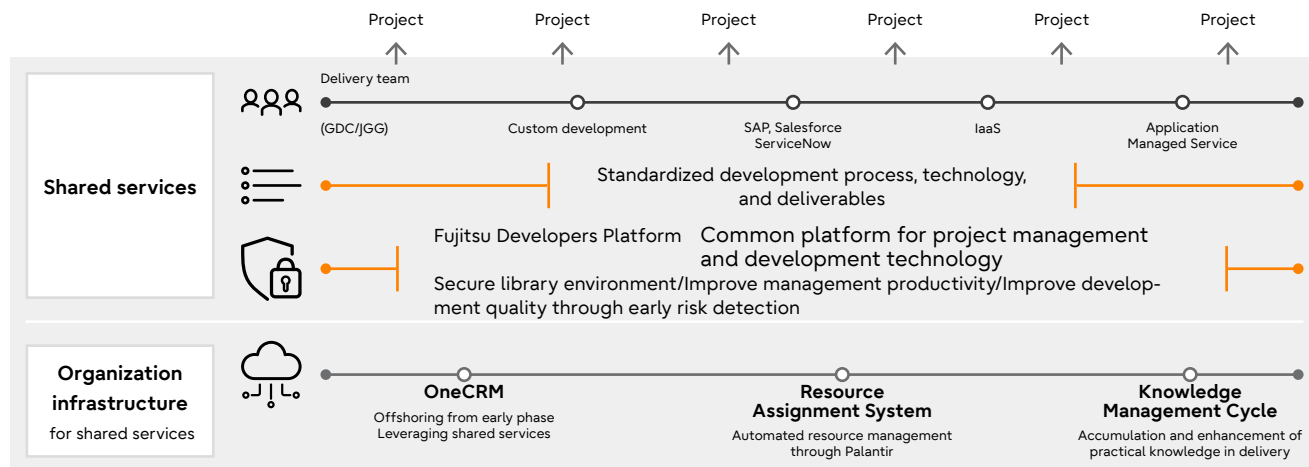 Project Project Project Project Project Project
Shared services
Delivery team
(GDC/JGG)
Custom development
SAP, Salesforce
ServiceNow
IaaS
Application
Managed Service
Standardized development process, technology,
and deliverables
Fujitsu Developers Platform
Common platform for project management
and development technology
Secure library environment/Improve management productivity/Improve develop-
ment quality through early risk detection
Organization
infrastructure
for shared services
OneCRM
Offshoring from early phase
Leveraging shared services
Resource
Assignment System
Automated resource management
through Palantir
Knowledge
Management Cycle
Accumulation and enhancement of
practical knowledge in delivery